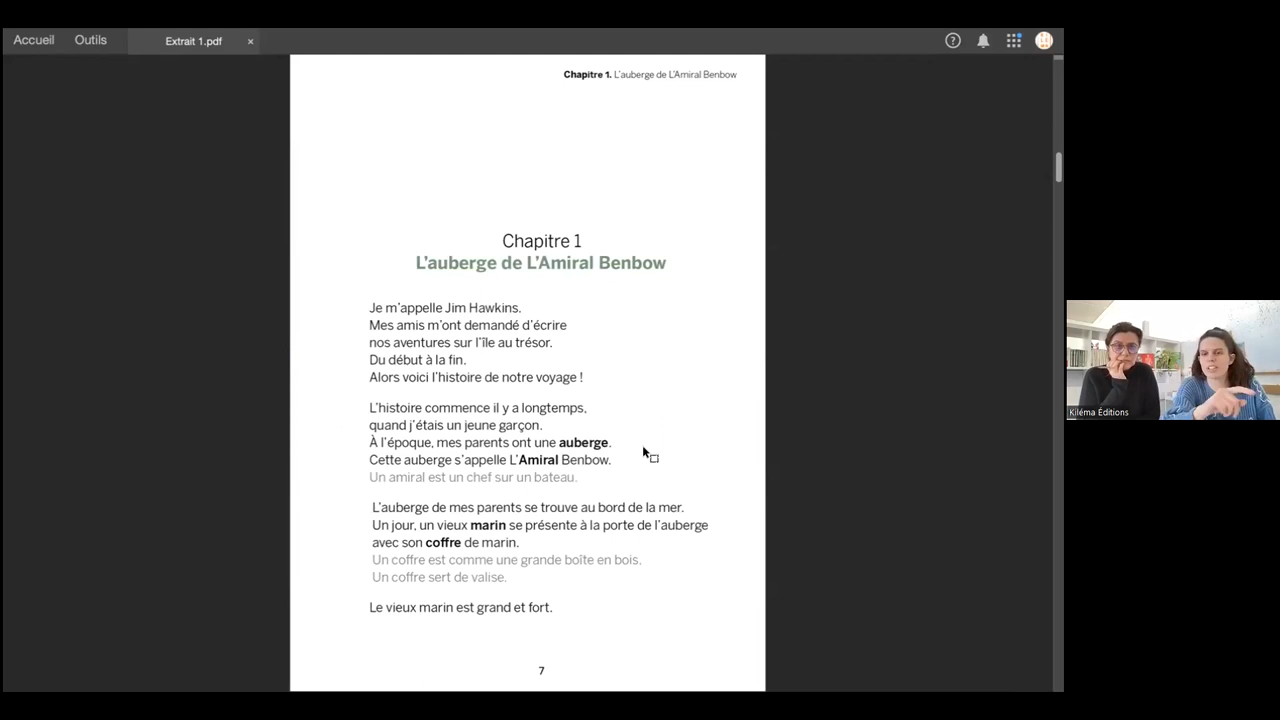 Accueil
Outils
Extrait 1.pdf
Chapitre 1. L'auberge de L'Amiral Benbow
Chapitre 1
L'auberge de L'Amiral Benbow
Je m'appelle Jim Hawkins.
Mes amis m'ont demandé d'écrire
nos aventures sur l'île au trésor.
Du début à la fin.
Alors voici l'histoire de notre voyage !
L'histoire commence il y a longtemps,
quand j'étais un jeune garçon.
À l'époque, mes parents ont une auberge.
Cette auberge s'appelle L'Amiral Benbow.
Un amiral est un chef sur un bateau.
L'auberge de mes parents se trouve au bord de la mer.
Un jour, un vieux marin se présente à la porte de l'auberge
avec son coffre de marin.
Un coffre est comme une grande boîte en bois.
Un coffre sert de valise.
Le vieux marin est grand et fort.
7
Kiléma Éditions